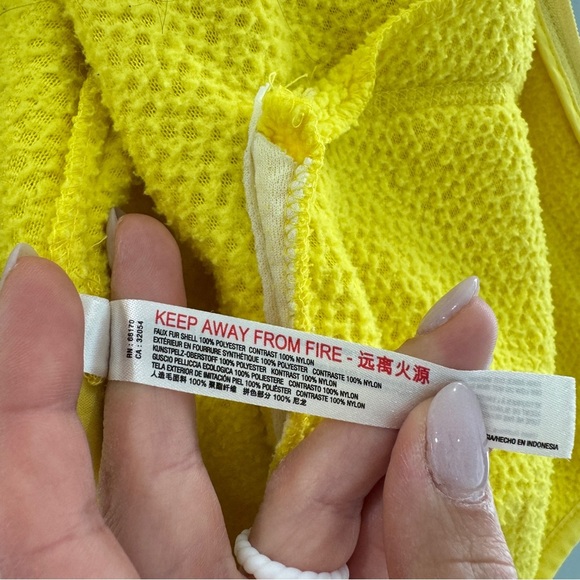 RN : 66170
CA : 32054
KEEP AWAY FROM FIRE - 远离火源
FAUX FUR SHELL 100% POLYESTER CONTRAST 100% NYLON
EXTÉRIEUR EN FOURRURE SYNTHÉTIQUE 100% POLYESTER, CONTRASTE 100% NYLON
KUNSTPELZ-OBERSTOFF 100% POLYESTER KONTRAST 100% NYLON
GUSCIO PELLICCIA ECOLOGICA 100% POLIESTERE CONTRASTO 100% NYLON
TELA EXTERIOR DE IMITACIÓN PIEL 100% POLIÉSTER CONTRASTE 100% NYLON
人造毛面料 100% 聚酯纤维 拼色部分 100% 尼龙
SIA/HECHO EN INDONESIA